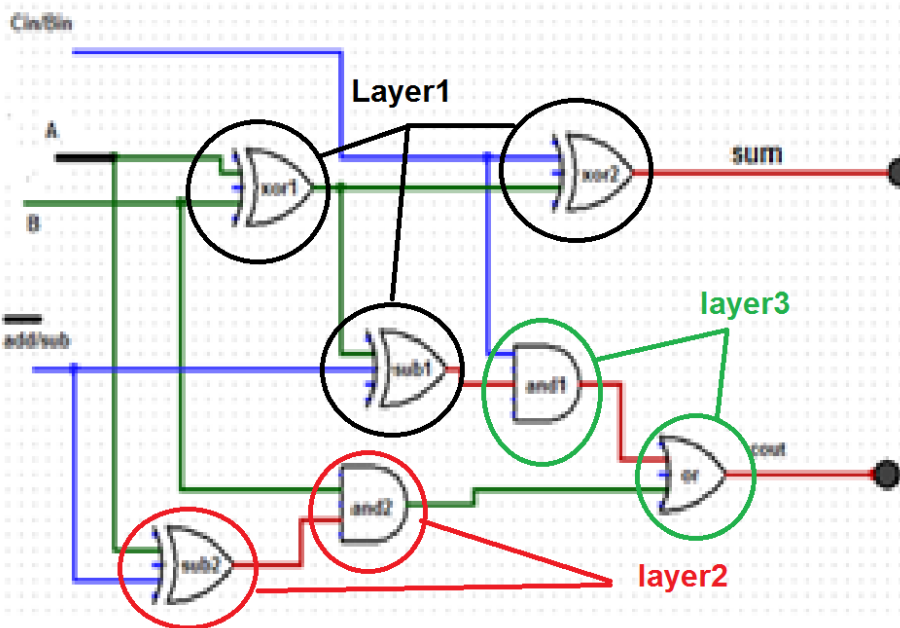 Cin/Bin
Layer1
A
xor1
xor2
sum
B
layer3
add/sub
sub1
and1
cout
or
and2
sub2
layer2